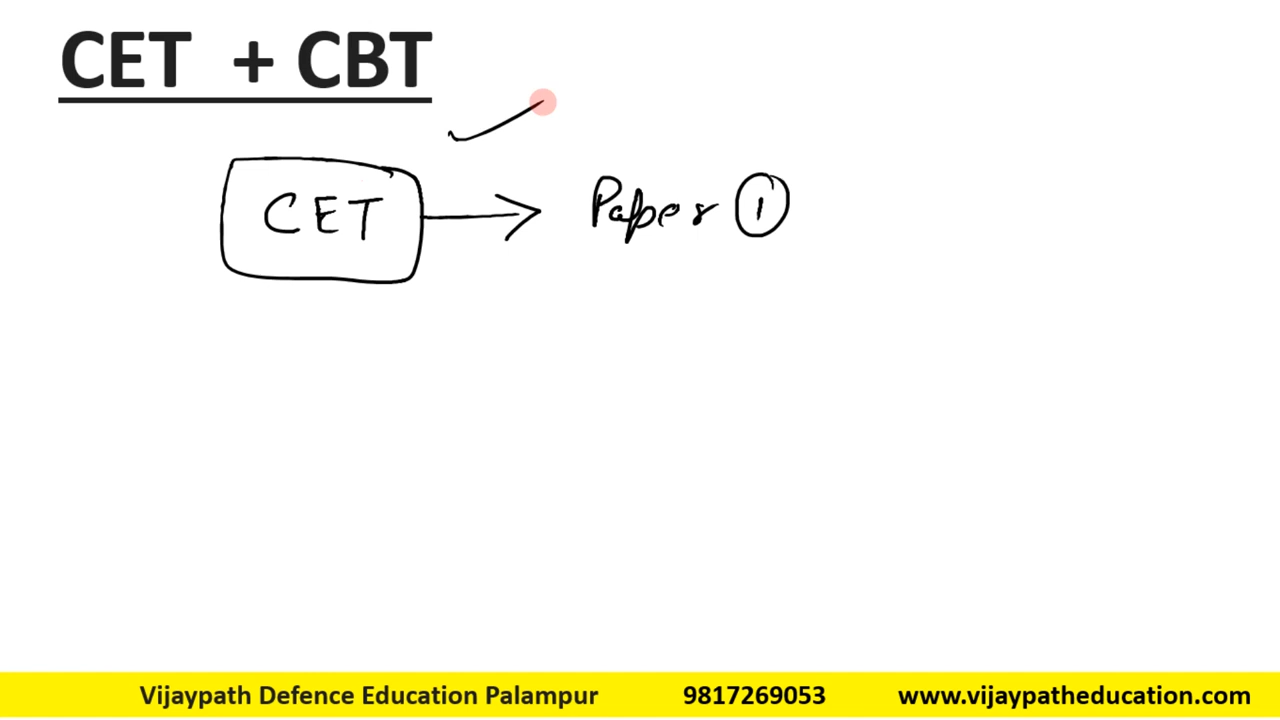 CET + CBT
CET → Paper ①
Vijaypath Defence Education Palampur 9817269053 www.vijaypatheducation.com